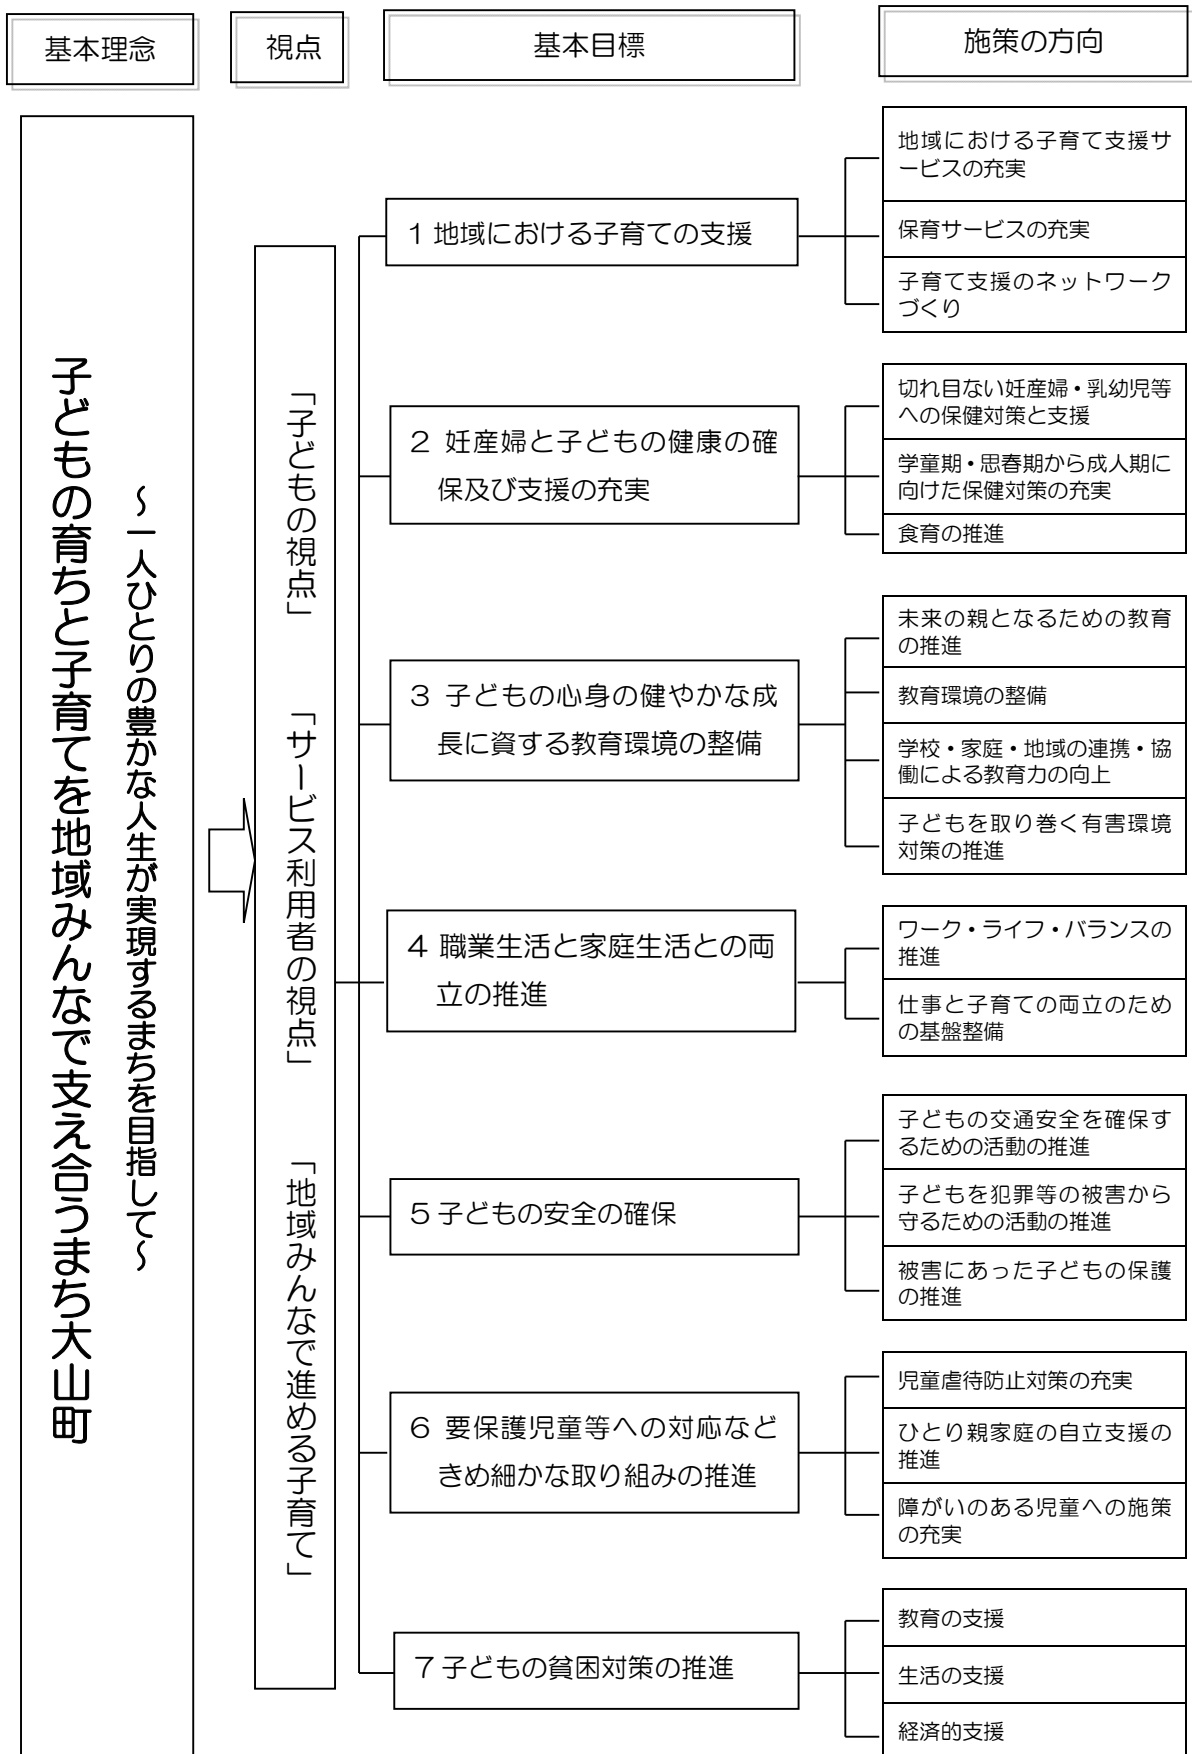 基本理念
視点
基本目標
施策の方向
子どもの育ちと子育てを地域みんなで支え合うまち大山町
～一人ひとりの豊かな人生が実現するまちを目指して～
「子どもの視点」　「サービス利用者の視点」　「地域みんなで進める子育て」
1 地域における子育ての支援
地域における子育て支援サ
ービスの充実
保育サービスの充実
子育て支援のネットワーク
づくり
2 妊産婦と子どもの健康の確
保及び支援の充実
切れ目ない妊産婦・乳幼児等
への保健対策と支援
学童期・思春期から成人期に
向けた保健対策の充実
食育の推進
3 子どもの心身の健やかな成
長に資する教育環境の整備
未来の親となるための教育
の推進
教育環境の整備
学校・家庭・地域の連携・協
働による教育力の向上
子どもを取り巻く有害環境
対策の推進
4 職業生活と家庭生活との両
立の推進
ワーク・ライフ・バランスの
推進
仕事と子育ての両立のため
の基盤整備
5 子どもの安全の確保
子どもの交通安全を確保す
るための活動の推進
子どもを犯罪等の被害から
守るための活動の推進
被害にあった子どもの保護
の推進
6 要保護児童等への対応など
きめ細かな取り組みの推進
児童虐待防止対策の充実
ひとり親家庭の自立支援の
推進
障がいのある児童への施策
の充実
7 子どもの貧困対策の推進
教育の支援
生活の支援
経済的支援